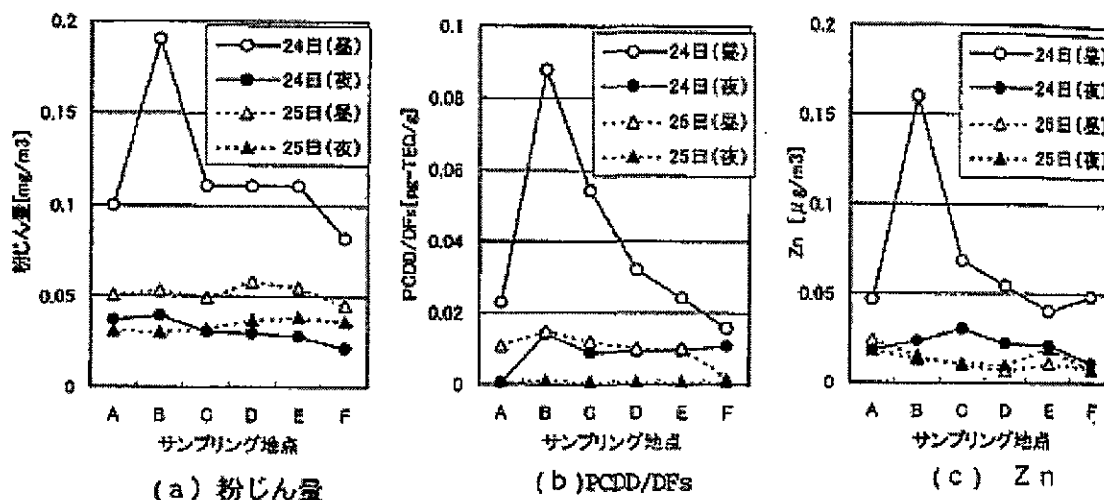 0.2
0.15
0.1
0.05
0
粉じん量[mg/m3]
24日(昼)
24日(夜)
25日(昼)
25日(夜)
A B C D E F
サンプリング地点
(a) 粉じん量
0.1
0.08
0.06
0.04
0.02
0
PCDD/DFs[pg-TEQ/g]
24日(昼)
24日(夜)
25日(昼)
25日(夜)
A B C D E F
サンプリング地点
(b)PCDD/DFs
0.2
0.15
0.1
0.05
0
Zn [μg/m3]
24日(昼)
24日(夜)
25日(昼)
25日(夜)
A B C D E F
サンプリング地点
(c) Zn